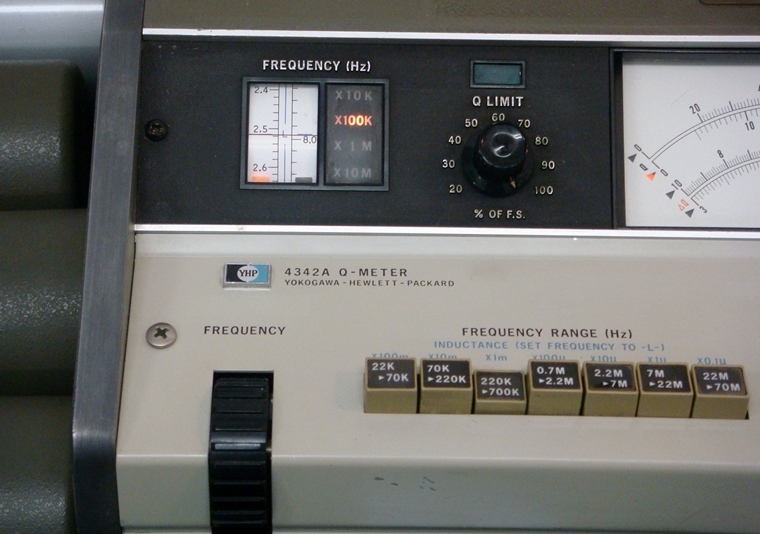 FREQUENCY (Hz)
2.4
2.5
L
8.0
2.6
X10K
X100K
X1M
X10M
Q LIMIT
20 30 40 50 60 70 80 90 100
% OF F.S.
20
10
0
8
0
YHP
4342A Q-METER
YOKOGAWA-HEWLETT-PACKARD
FREQUENCY
FREQUENCY RANGE (Hz)
INDUCTANCE (SET FREQUENCY TO -L-)
x100m x10m x1m x100µ x10µ x1µ x0.1µ
22K ▸70K
70K ▸220K
220K ▸700K
0.7M ▸2.2M
2.2M ▸7M
7M ▸22M
22M ▸70M